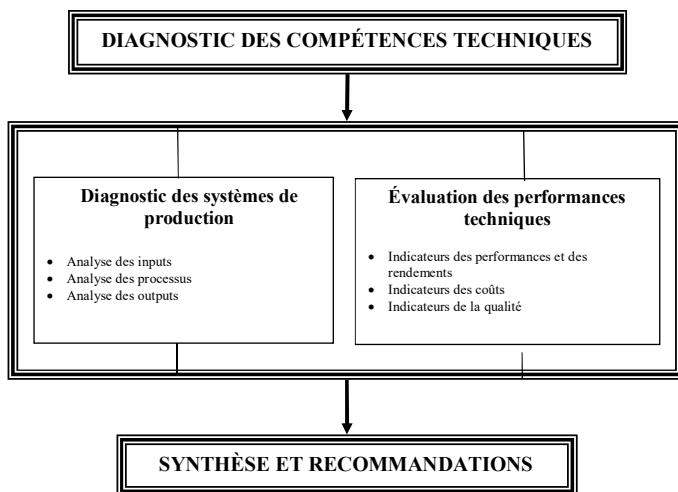 DIAGNOSTIC DES COMPÉTENCES TECHNIQUES
Diagnostic des systèmes de
production
• Analyse des inputs
• Analyse des processus
• Analyse des outputs
Évaluation des performances
techniques
• Indicateurs des performances et des
rendements
• Indicateurs des coûts
• Indicateurs de la qualité
SYNTHÈSE ET RECOMMANDATIONS